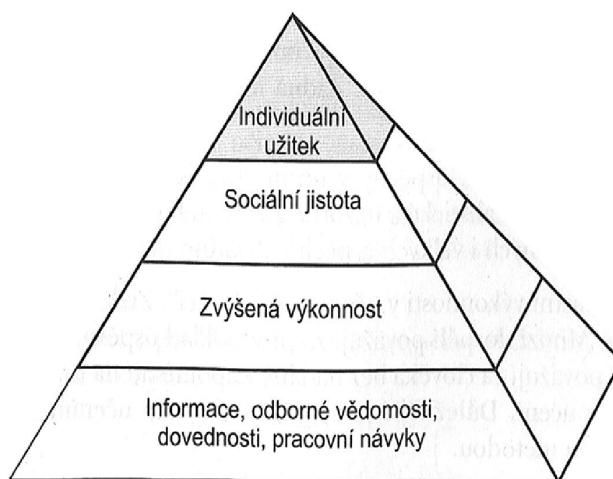 Individuální
užitek
Sociální jistota
Zvýšená výkonnost
Informace, odborné vědomosti,
dovednosti, pracovní návyky